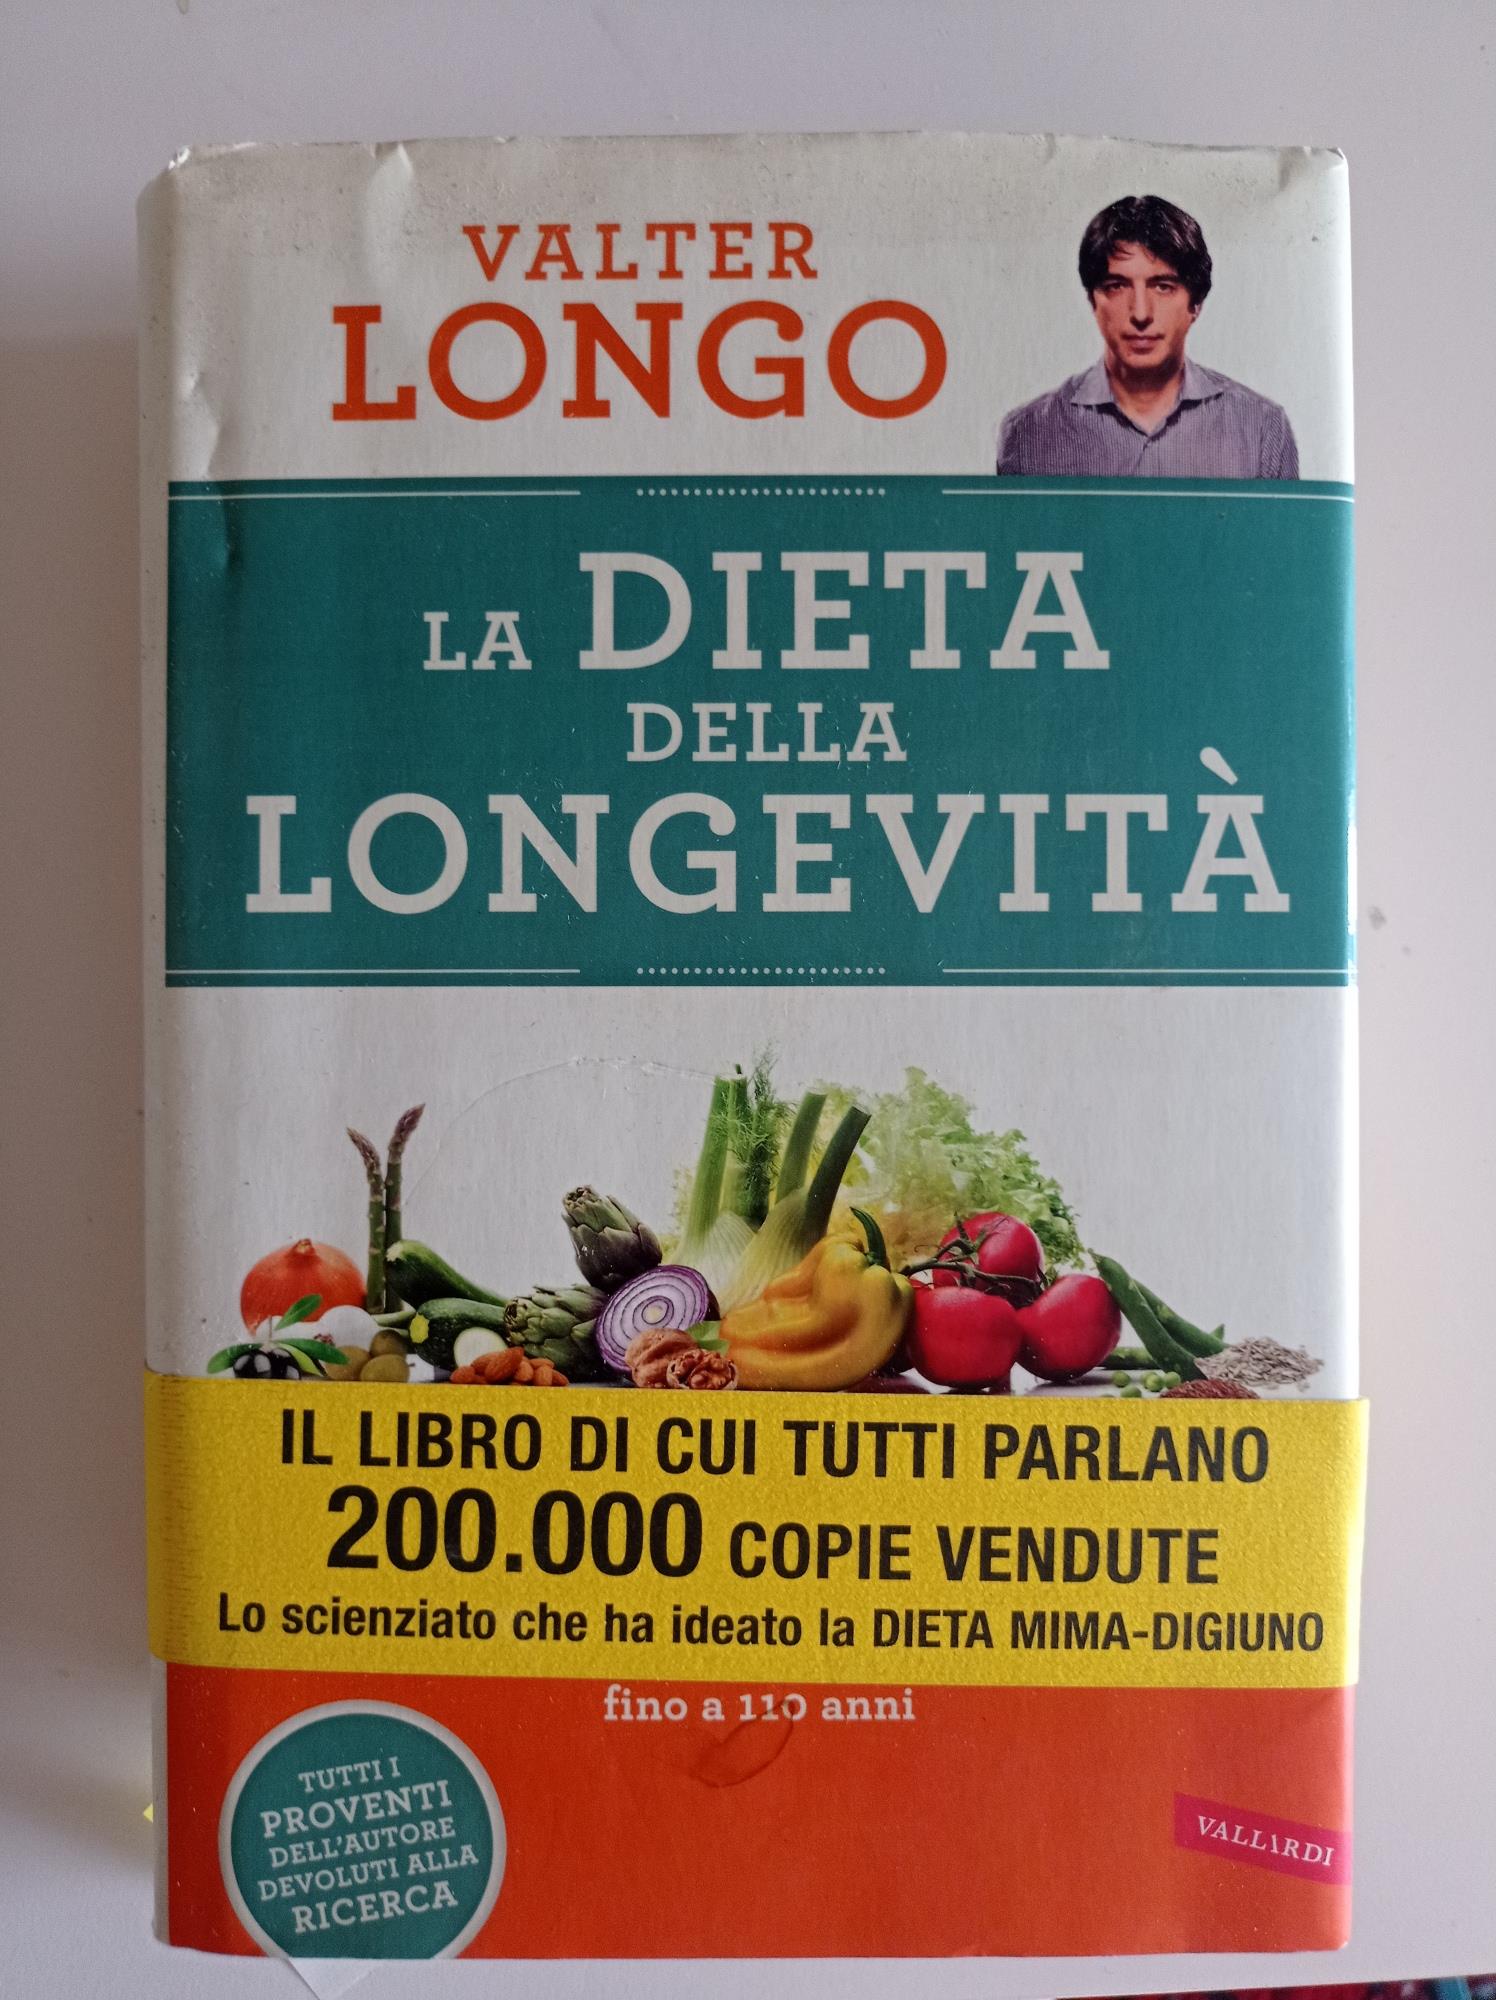 VALTER
LONGO
LA DIETA
DELLA
LONGEVITÀ
IL LIBRO DI CUI TUTTI PARLANO
200.000 COPIE VENDUTE
Lo scienziato che ha ideato la DIETA MIMA-DIGIUNO
fino a 110 anni
TUTTI I
PROVENTI
DELL'AUTORE
DEVOLUTI ALLA
RICERCA
VALLARDI